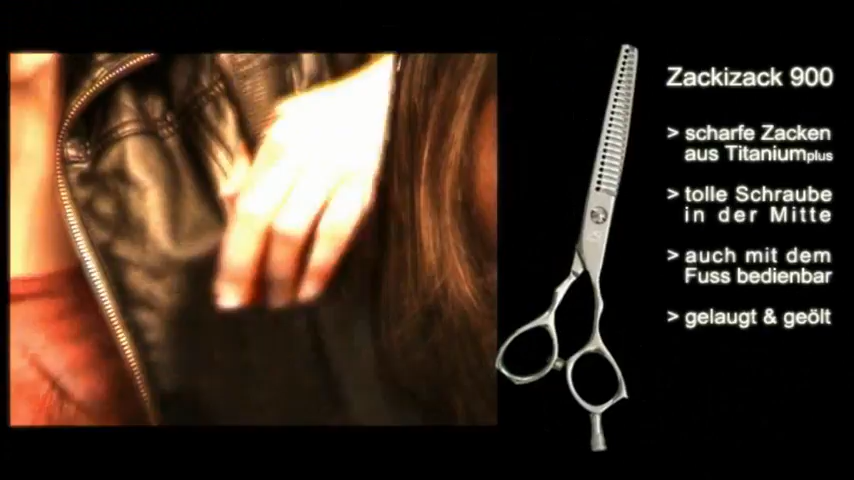 Zackizack 900
> scharfe Zacken
aus Titaniumplus
> tolle Schraube
in der Mitte
> auch mit dem
Fuss bedienbar
> gelaugt & geölt